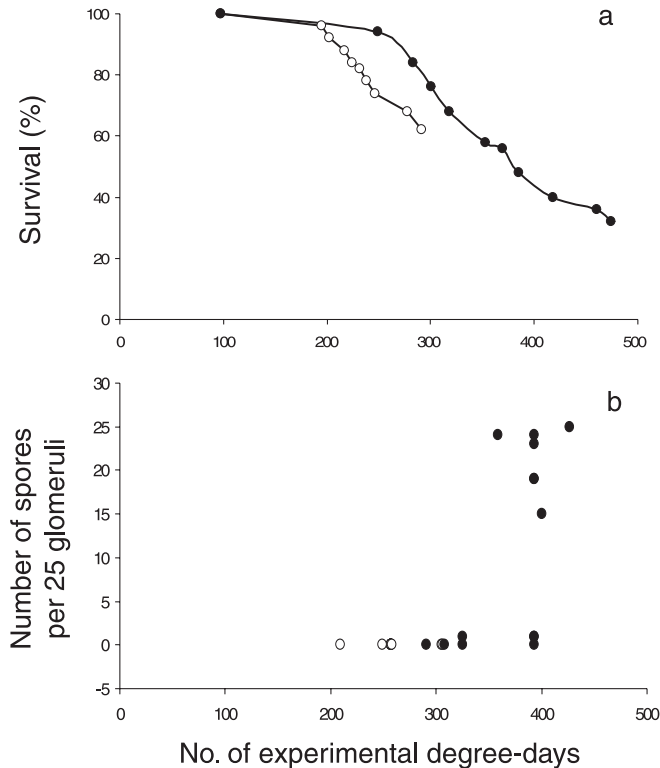 a
100
80
60
40
20
0
Survival (%)
0 100 200 300 400 500
b
30
25
20
15
10
5
0
-5
Number of spores
per 25 glomeruli
0 100 200 300 400 500
No. of experimental degree-days